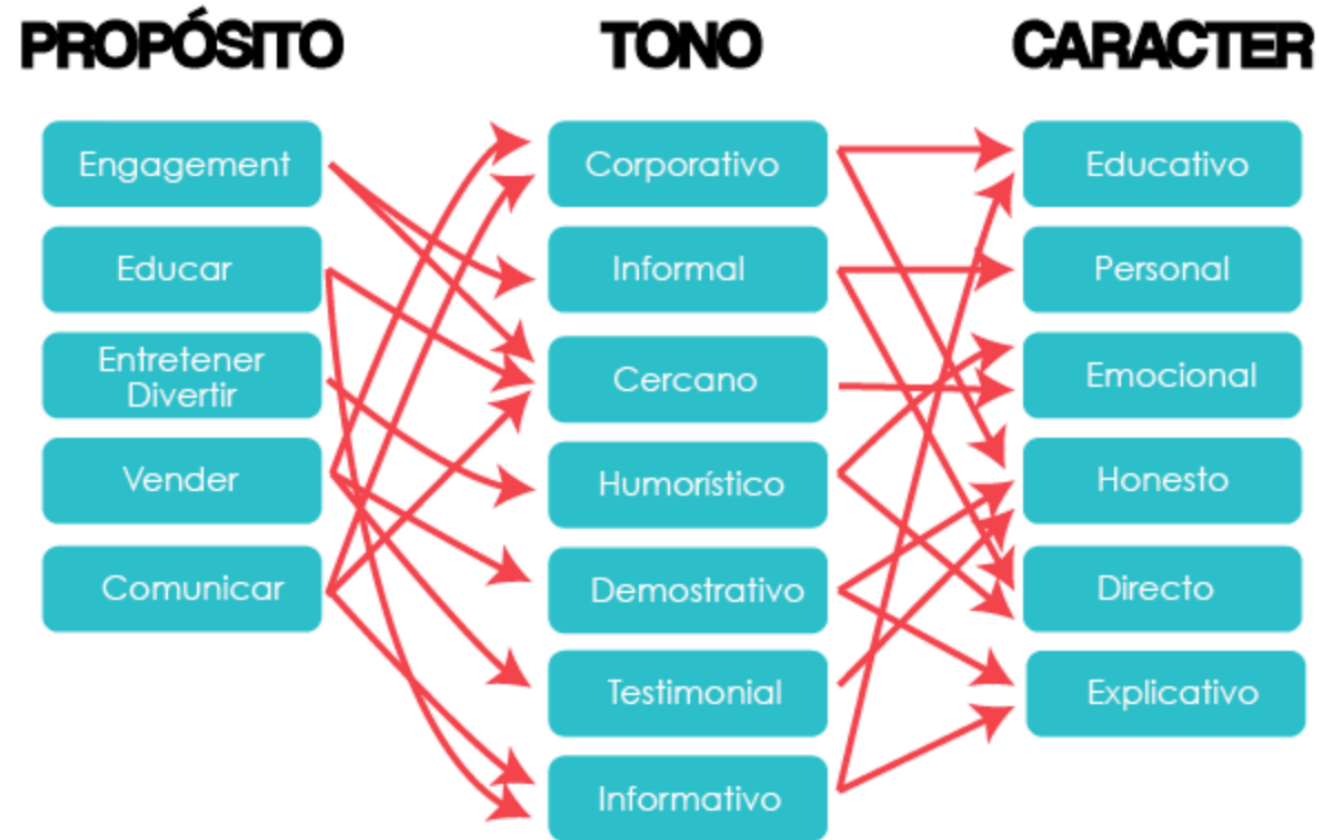 PROPÓSITO
Engagement
Educar
Entretener
Divertir
Vender
Comunicar
TONO
Corporativo
Informal
Cercano
Humorístico
Demostrativo
Testimonial
Informativo
CARACTER
Educativo
Personal
Emocional
Honesto
Directo
Explicativo